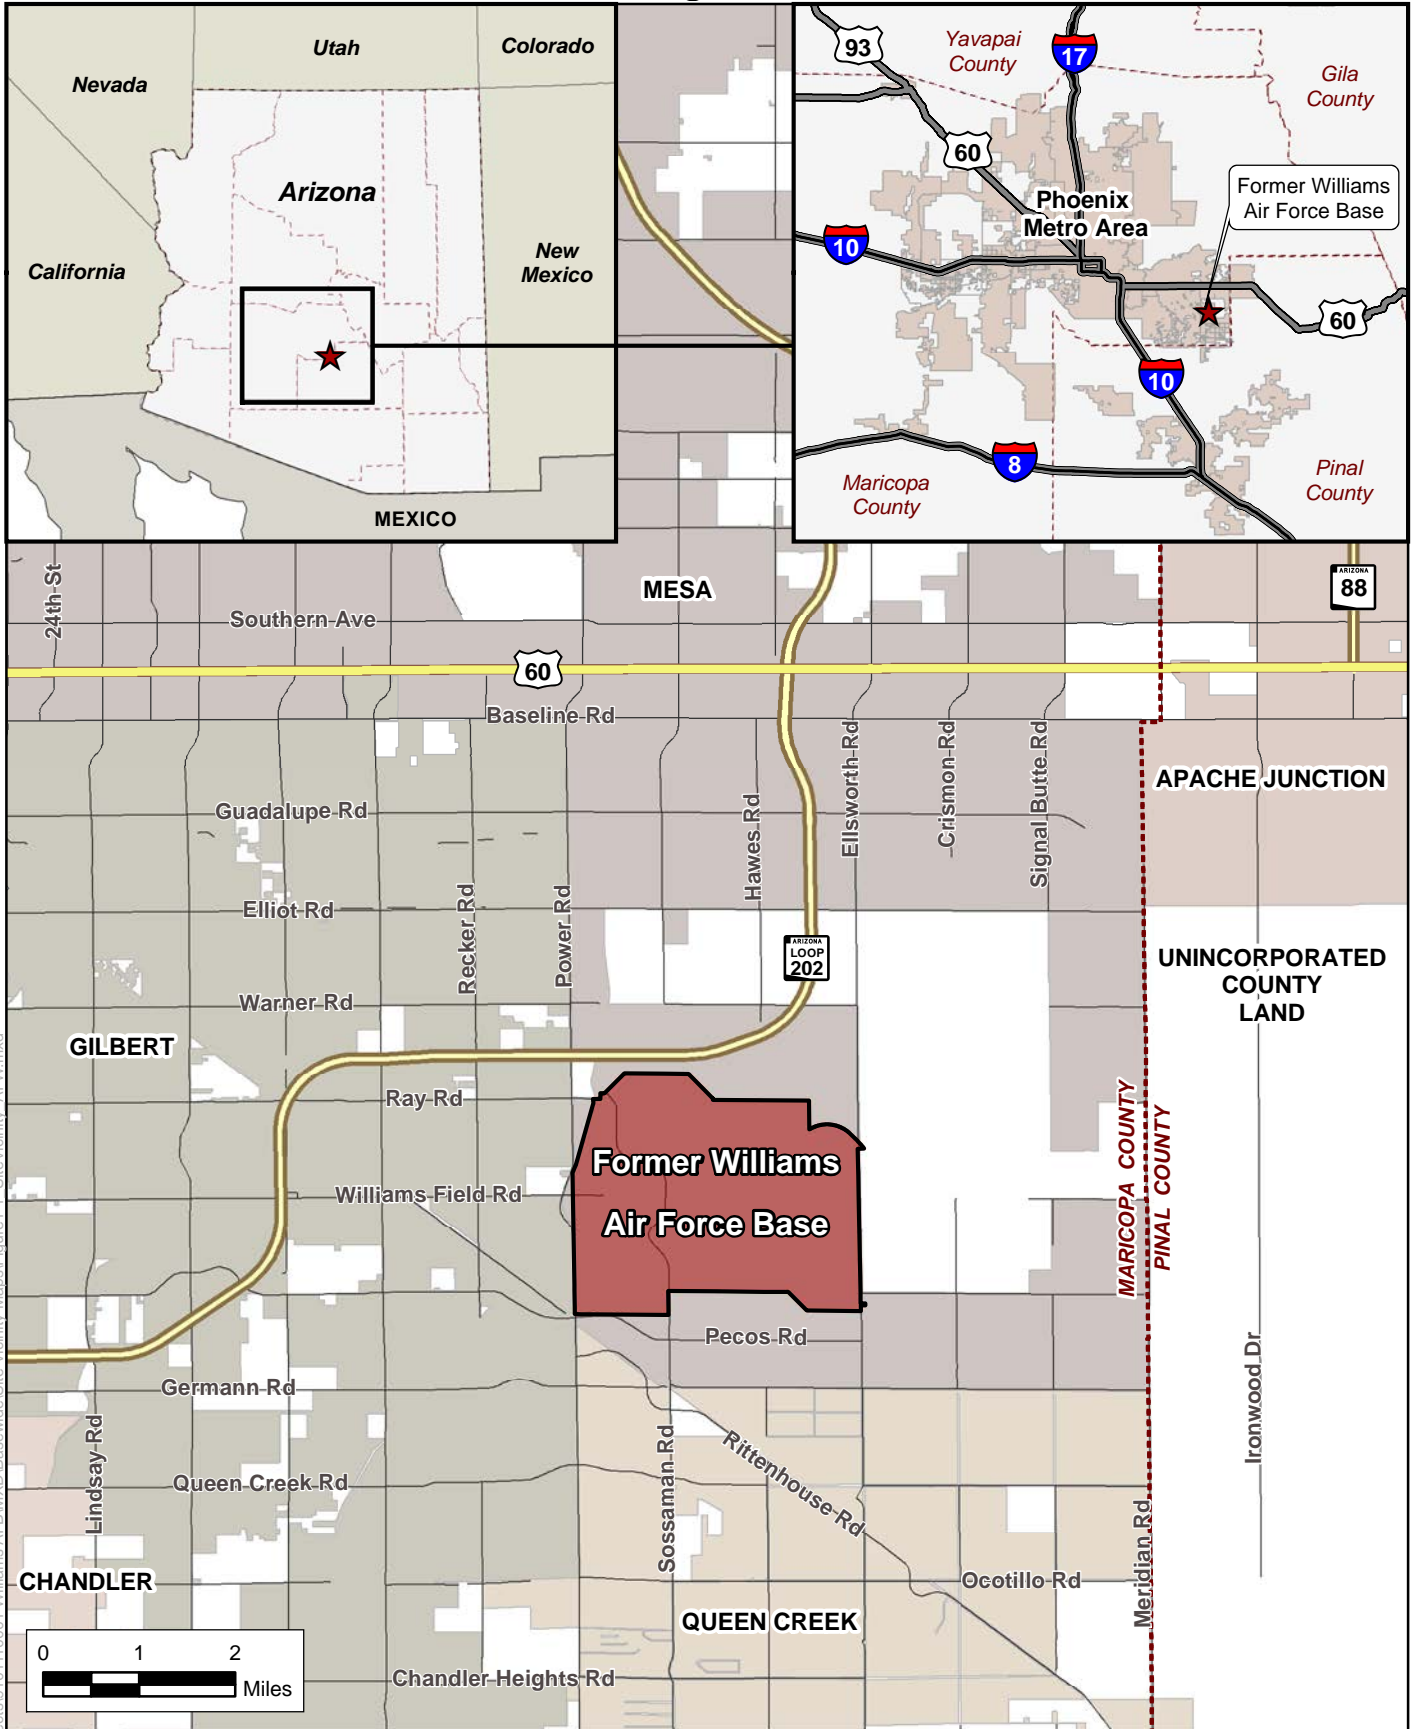 Nevada
Utah
Colorado
Arizona
California
New
Mexico
MEXICO
93
Yavapai
County
17
Gila
County
60
Former Williams
Air Force Base
Phoenix
Metro Area
10
60
10
8
Maricopa
County
Pinal
County
24th St
Southern Ave
MESA
ARIZONA
88
60
Baseline Rd
Ellsworth Rd
Crismon Rd
Signal Butte Rd
APACHE JUNCTION
Guadalupe Rd
Hawes Rd
Elliot Rd
Recker Rd
Power Rd
ARIZONA
LOOP
202
UNINCORPORATED
COUNTY
LAND
Warner Rd
GILBERT
Ray Rd
Former Williams
Air Force Base
Williams Field Rd
MARICOPA COUNTY
PINAL COUNTY
Pecos Rd
Germann Rd
Ironwood Dr
Lindsay Rd
Queen Creek Rd
Sossaman Rd
Rittenhouse Rd
Meridian Rd
CHANDLER
Ocotillo Rd
QUEEN CREEK
Chandler Heights Rd
0 1 2
Miles